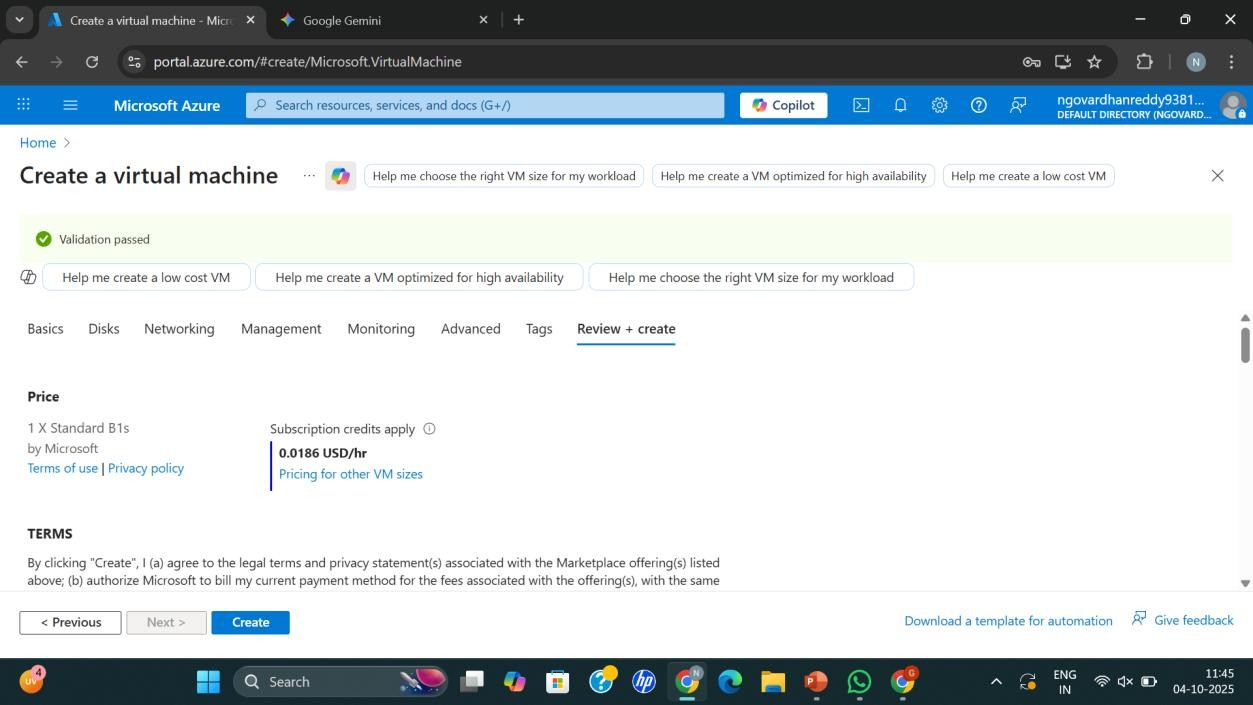 Create a virtual machine - Micr
Google Gemini
portal.azure.com/#create/Microsoft.VirtualMachine
N
Microsoft Azure
Search resources, services, and docs (G+/)
Copilot
ngovardhanreddy9381...
DEFAULT DIRECTORY (NGOVARD...
Home >
Create a virtual machine
...
Help me choose the right VM size for my workload
Help me create a VM optimized for high availability
Help me create a low cost VM
Validation passed
Help me create a low cost VM
Help me create a VM optimized for high availability
Help me choose the right VM size for my workload
Basics Disks Networking Management Monitoring Advanced Tags Review + create
Price
1 X Standard B1s
by Microsoft
Terms of use | Privacy policy
Subscription credits apply
0.0186 USD/hr
Pricing for other VM sizes
TERMS
By clicking "Create", I (a) agree to the legal terms and privacy statement(s) associated with the Marketplace offering(s) listed
above; (b) authorize Microsoft to bill my current payment method for the fees associated with the offering(s), with the same
< Previous
Next >
Create
Download a template for automation
Give feedback
UV
4
Search
hp
N
P
G
ENG
IN
11:45
04-10-2025